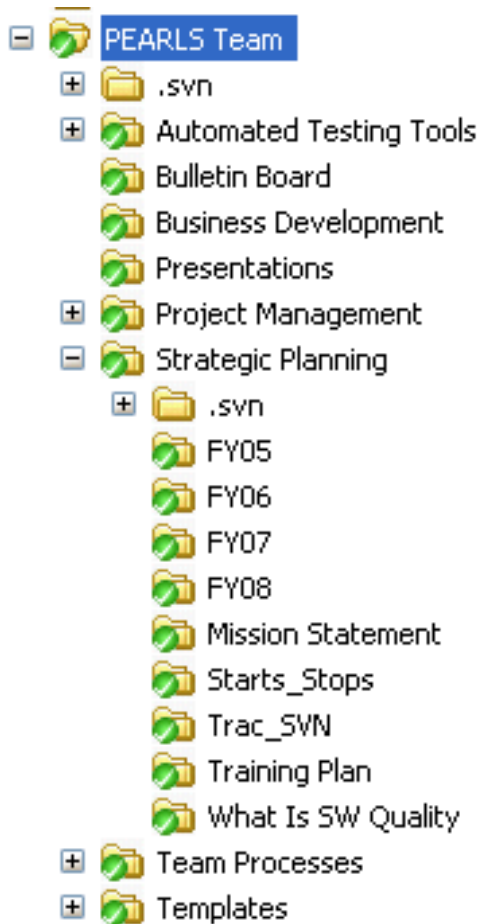 PEARLS Team
.svn
Automated Testing Tools
Bulletin Board
Business Development
Presentations
Project Management
Strategic Planning
.svn
FY05
FY06
FY07
FY08
Mission Statement
Starts_Stops
Trac_SVN
Training Plan
What Is SW Quality
Team Processes
Templates